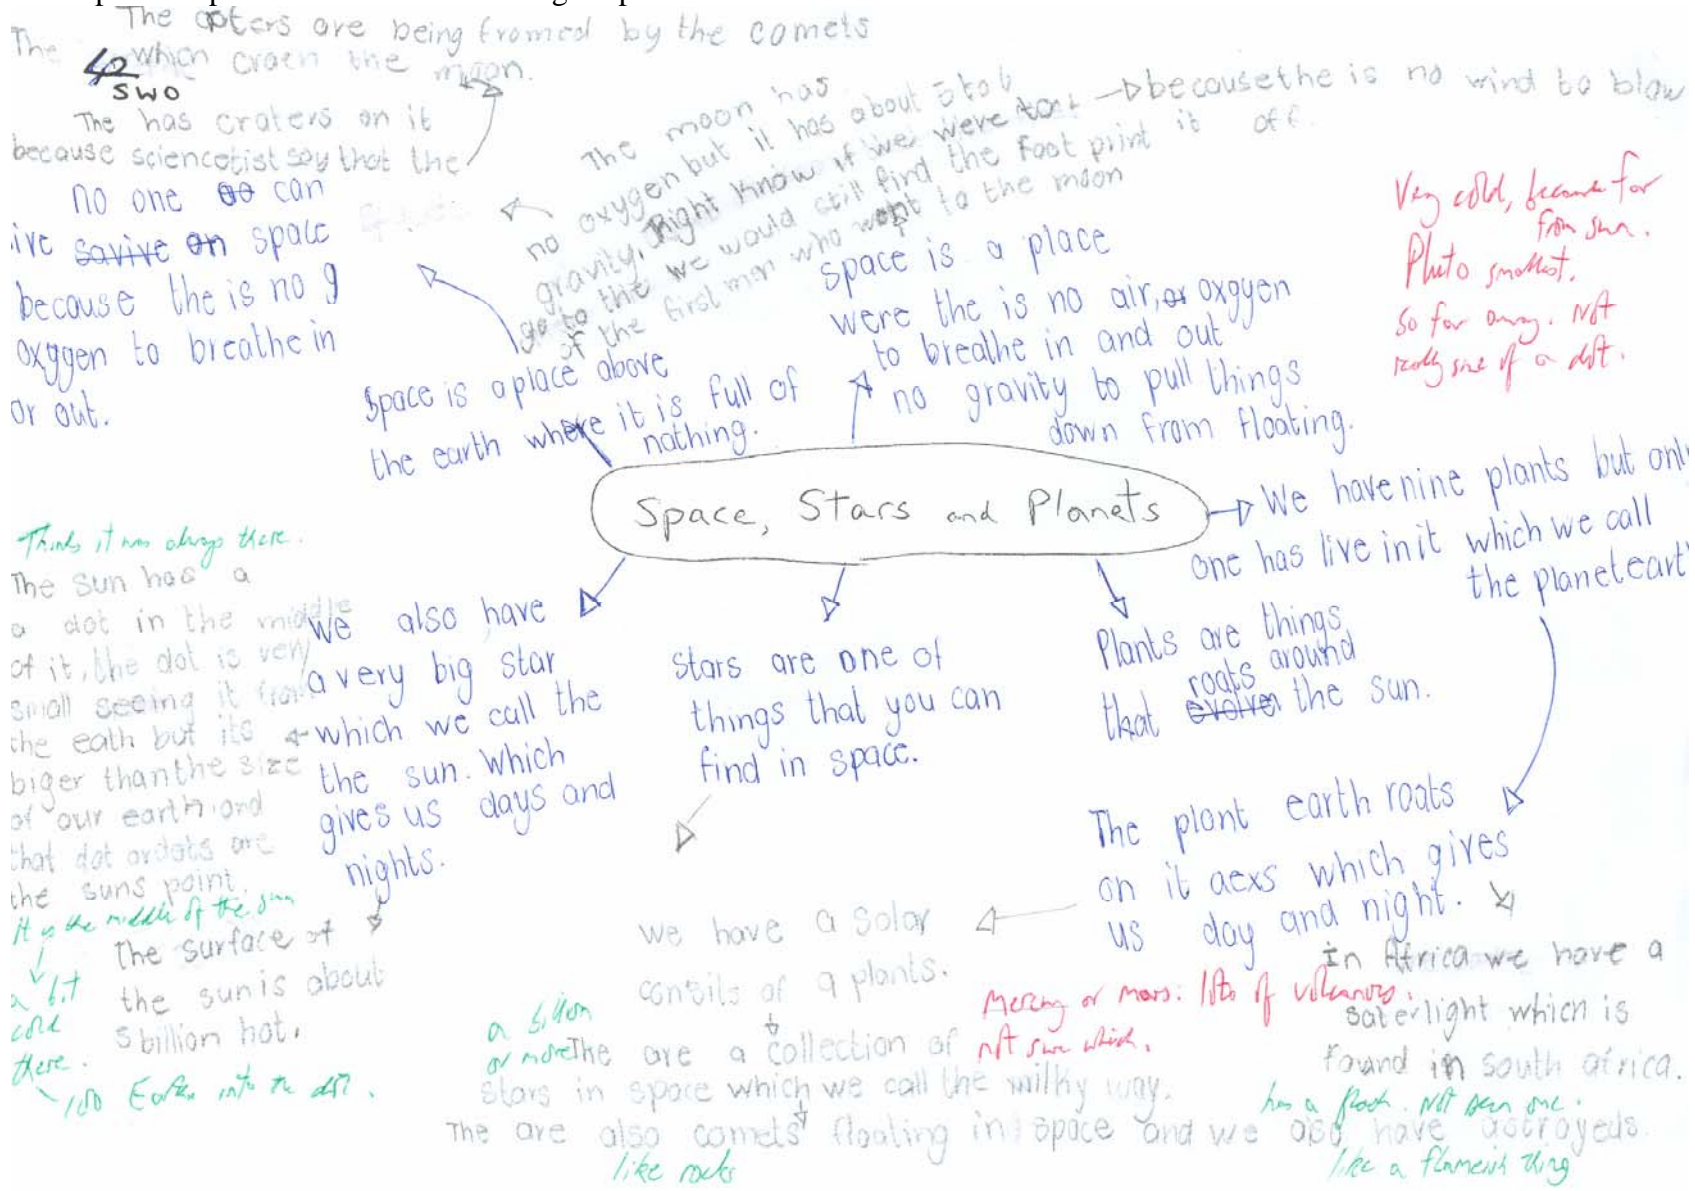 The
The craters are being fromed by the comets
which craen the moon.
42
swo
The has craters on it
because sciencetist say that the
no one can
ive savive on space
because the is no g
oxygen to breathe in
or out.
The moon has
no oxygen but it has about 5 to 6
gravity, Right know if we were to
go to the we would still find the foot print
of the first men who went to the moon
because the is no wind to blow
it off.
Space is a place above
the earth where it is full of
nothing.
Space is a place
were the is no air, or oxgyen
to breathe in and out
no gravity to pull things
down from floating.
Very cold, because far
from sun.
Pluto smallest.
So far away. Not
really size of a dot.
Space, Stars and Planets
We have nine plants but only
one has live in it which we call
the planet eart
Thinks it was always there.
The sun has a
a dot in the middle
of it, the dot is very
small seeing it from
the eath but its
biger than the size
of our earth and
that dot or dots are
the suns point.
it is the middle of the sun
a bit
cold
there.
100 Earths into the dot.
We also have
a very big star
which we call the
the sun. Which
gives us days and
nights.
The surface of
the sun is about
5 billion hot.
Stars are one of
things that you can
find in space.
Plants are things
roats around
that evolve the sun.
The plant earth roats
on it aexs which gives
us day and night.
we have a solar
consils of 9 plants.
Mercury or Mars: lots of volcanoes.
not sure which.
a billion
or more
The are a collection of
stars in space which we call the milky way.
The are also comets floating in space and we also have astroyeds.
like rocks
In Africa we have a
saterlight which is
found in south africa.
has a flash. Not seen one.
like a flameish thing